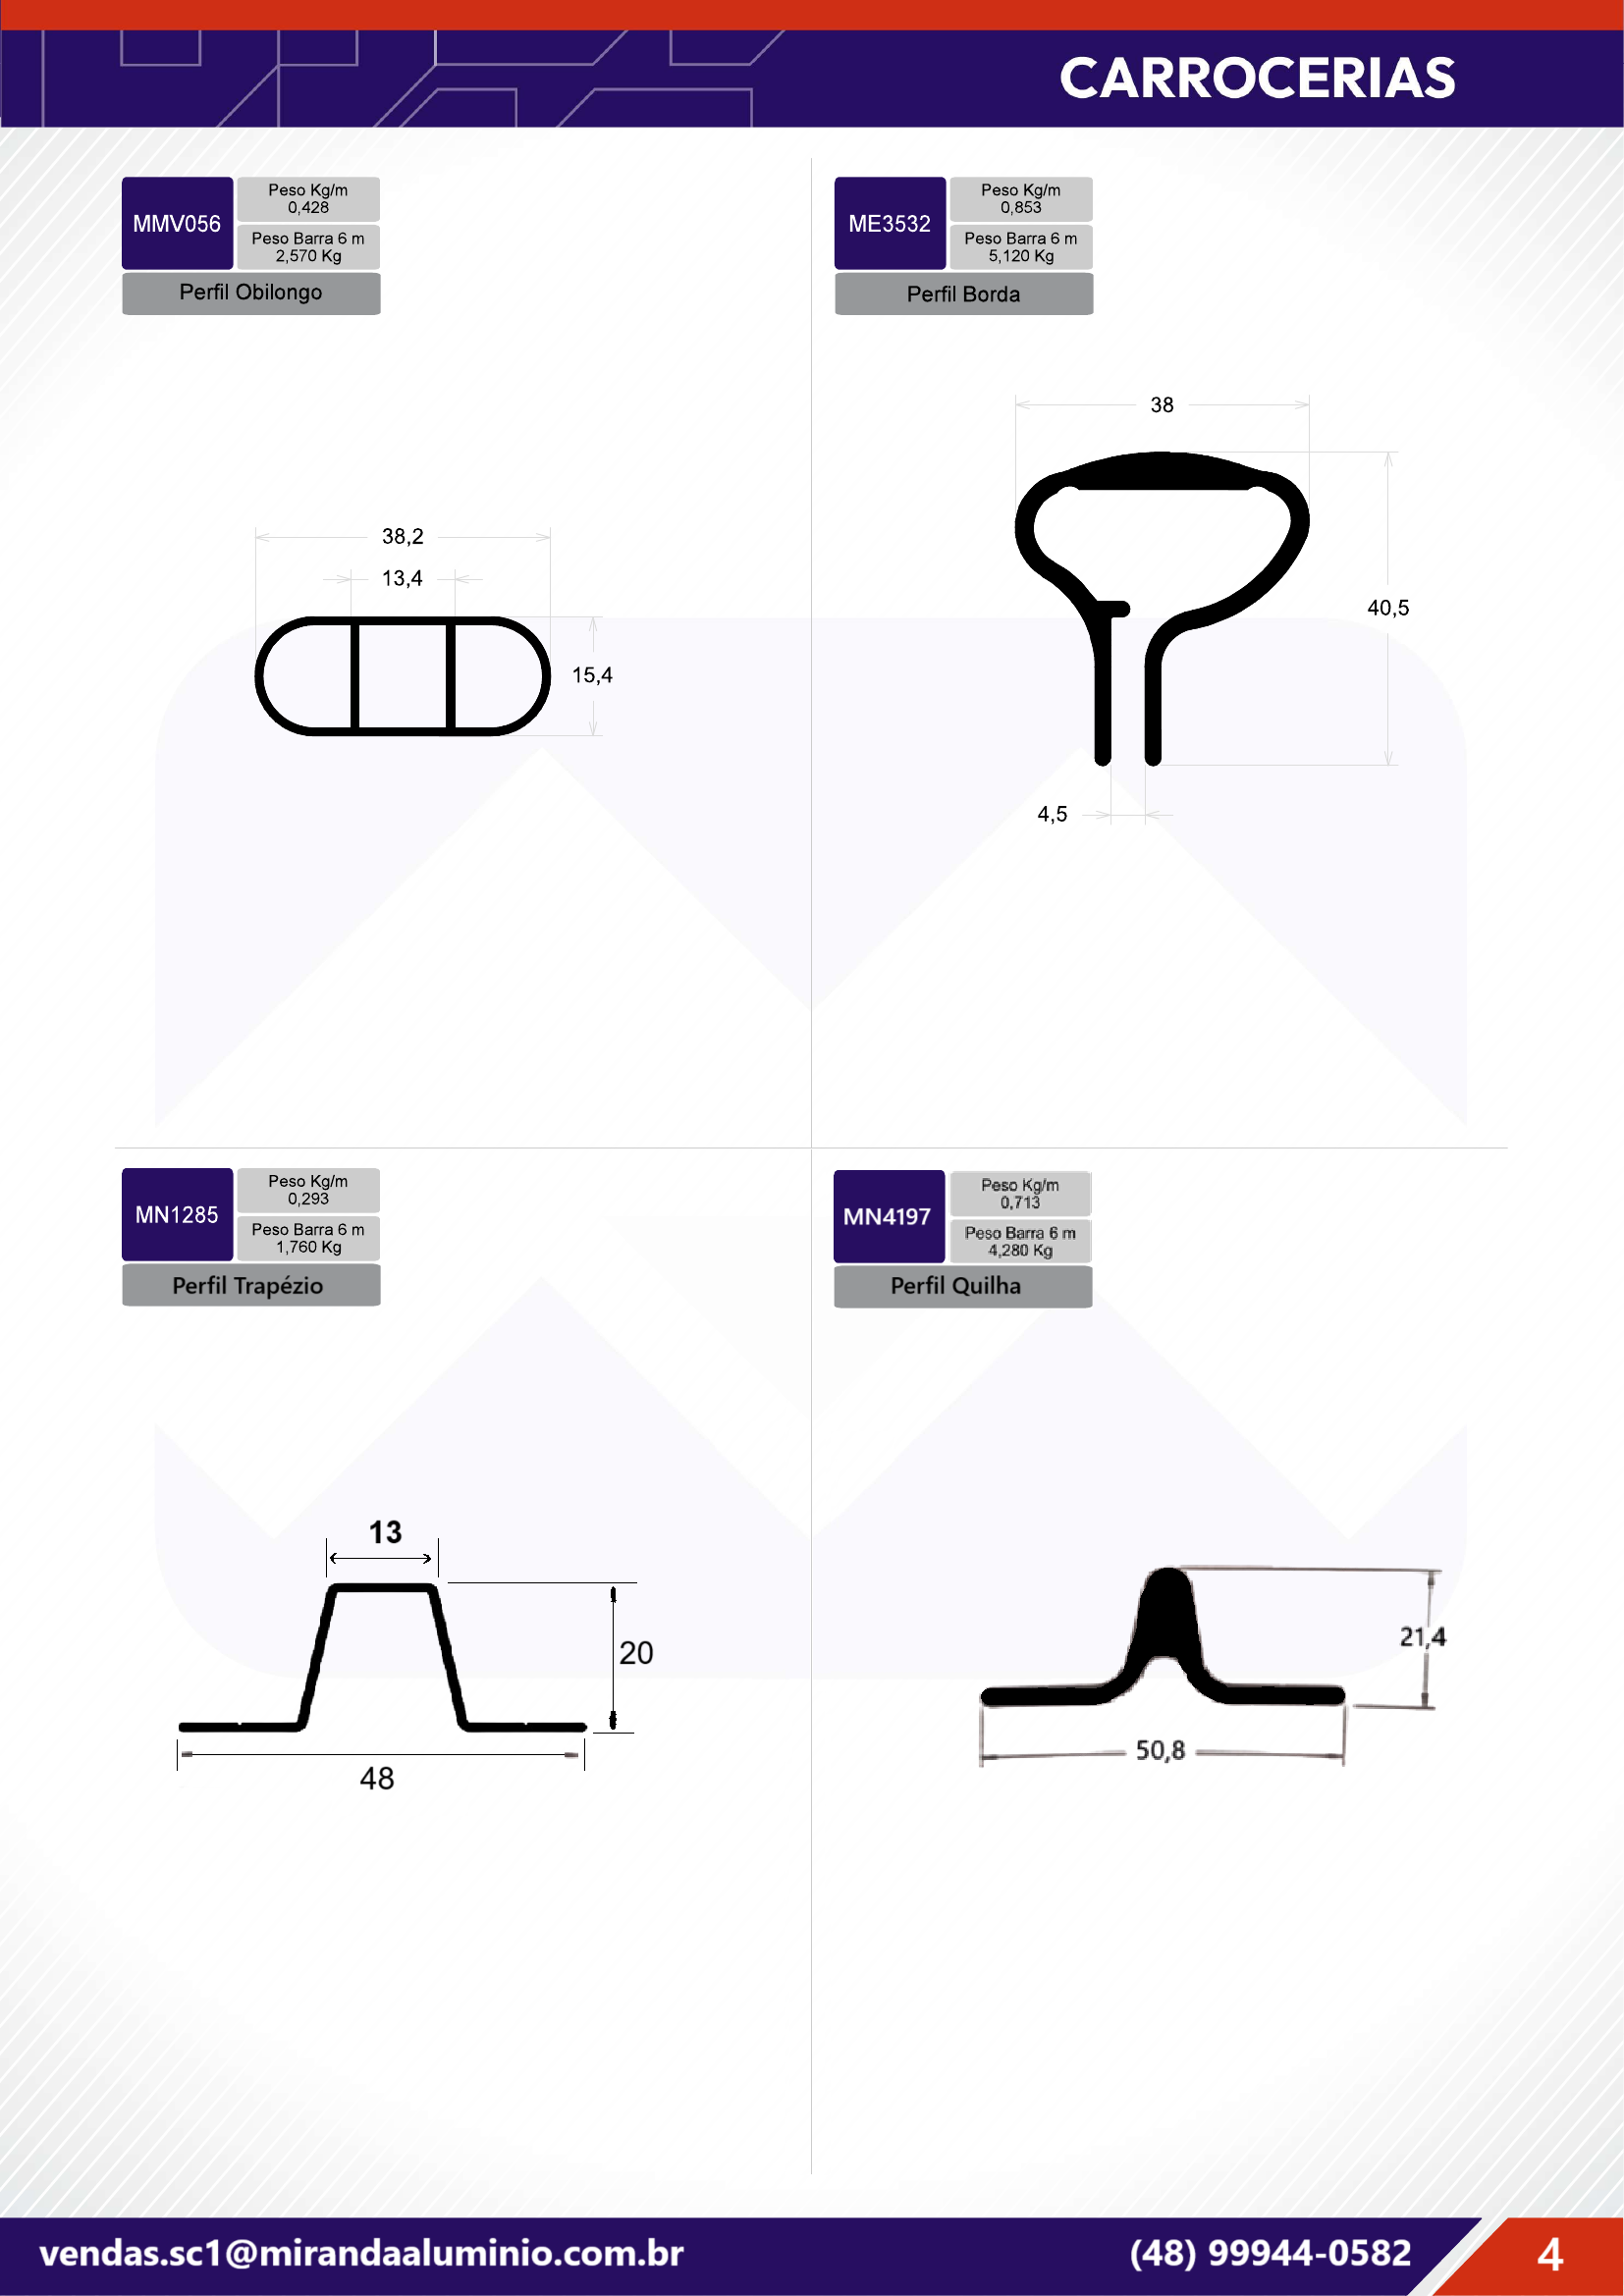 CARROCERIAS
MMV056
Peso Kg/m
0,428
Peso Barra 6 m
2,570 Kg
Perfil Obilongo
ME3532
Peso Kg/m
0,853
Peso Barra 6 m
5,120 Kg
Perfil Borda
38,2
13,4
15,4
38
40,5
4,5
MN1285
Peso Kg/m
0,293
Peso Barra 6 m
1,760 Kg
Perfil Trapézio
MN4197
Peso Kg/m
0,713
Peso Barra 6 m
4,280 Kg
Perfil Quilha
13
20
48
21,4
50,8
vendas.sc1@mirandaaluminio.com.br
(48) 99944-0582
4